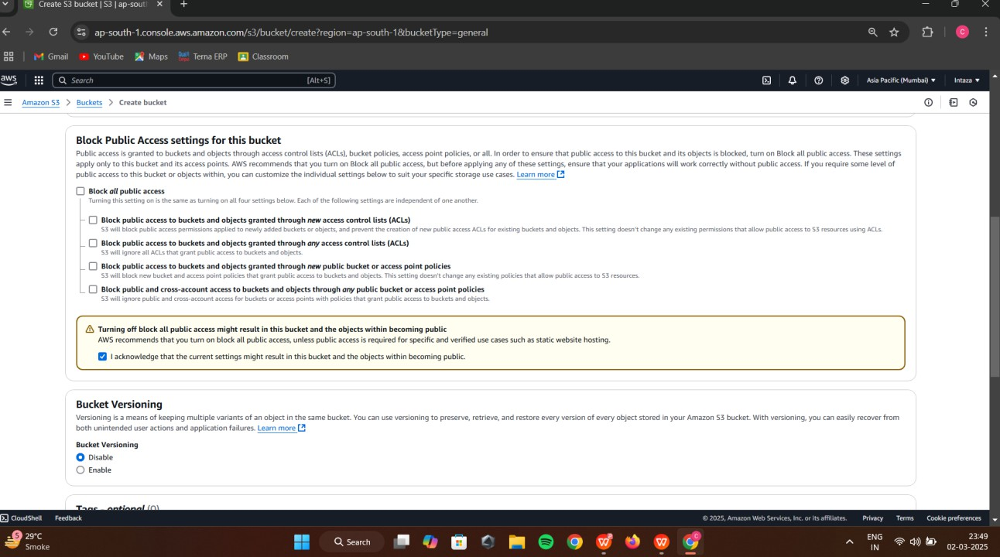 Create S3 bucket | S3 | ap-sout
ap-south-1.console.aws.amazon.com/s3/bucket/create?region=ap-south-1&bucketType=general
C
Gmail YouTube Maps Terna ERP Classroom
aws Search [Alt+S] Asia Pacific (Mumbai) Intaza
Amazon S3 > Buckets > Create bucket
Block Public Access settings for this bucket
Public access is granted to buckets and objects through access control lists (ACLs), bucket policies, access point policies, or all. In order to ensure that public access to this bucket and its objects is blocked, turn on Block all public access. These settings
apply only to this bucket and its access points. AWS recommends that you turn on Block all public access, but before applying any of these settings, ensure that your applications will work correctly without public access. If you require some level of
public access to this bucket or objects within, you can customize the individual settings below to suit your specific storage use cases. Learn more
Block all public access
Turning this setting on is the same as turning on all four settings below. Each of the following settings are independent of one another.
Block public access to buckets and objects granted through new access control lists (ACLs)
S3 will block public access permissions applied to newly added buckets or objects, and prevent the creation of new public access ACLs for existing buckets and objects. This setting doesn't change any existing permissions that allow public access to S3 resources using ACLs.
Block public access to buckets and objects granted through any access control lists (ACLs)
S3 will ignore all ACLs that grant public access to buckets and objects.
Block public access to buckets and objects granted through new public bucket or access point policies
S3 will block new bucket and access point policies that grant public access to buckets and objects. This setting doesn't change any existing policies that allow public access to S3 resources.
Block public and cross-account access to buckets and objects through any public bucket or access point policies
S3 will ignore public and cross-account access for buckets or access points with policies that grant public access to buckets and objects.
Turning off block all public access might result in this bucket and the objects within becoming public
AWS recommends that you turn on block all public access, unless public access is required for specific and verified use cases such as static website hosting.
I acknowledge that the current settings might result in this bucket and the objects within becoming public.
Bucket Versioning
Versioning is a means of keeping multiple variants of an object in the same bucket. You can use versioning to preserve, retrieve, and restore every version of every object stored in your Amazon S3 bucket. With versioning, you can easily recover from
both unintended user actions and application failures. Learn more
Bucket Versioning
Disable
Enable
Tags - optional (0)
CloudShell Feedback © 2025, Amazon Web Services, Inc. or its affiliates. Privacy Terms Cookie preferences
5 29°C
Smoke
Search
ENG
IN
23:49
02-03-2025